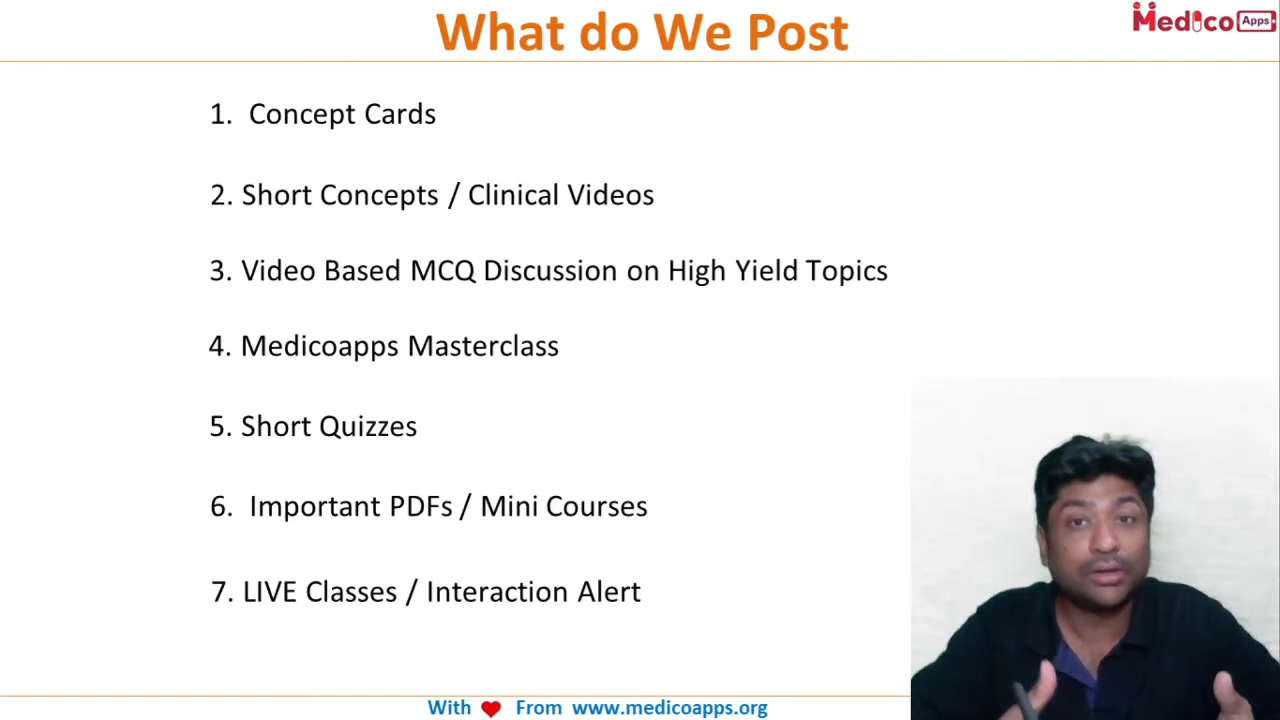 What do We Post
Medico Apps
1. Concept Cards
2. Short Concepts / Clinical Videos
3. Video Based MCQ Discussion on High Yield Topics
4. Medicoapps Masterclass
5. Short Quizzes
6. Important PDFs / Mini Courses
7. LIVE Classes / Interaction Alert
With ❤ From www.medicoapps.org